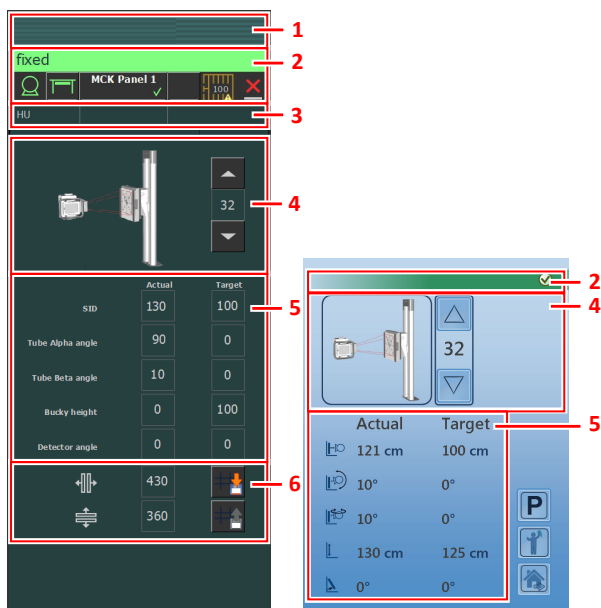 1
fixed
2
MCK Panel 1
100
HU
3
32
4
Actual Target
SID 130 100
5
Tube Alpha angle 90 0
Tube Beta angle 10 0
Bucky height 0 100
Detector angle 0 0
430
6
360
2
4
32
Actual Target
5
121 cm 100 cm
10° 0°
10° 0°
130 cm 125 cm
0° 0°
P